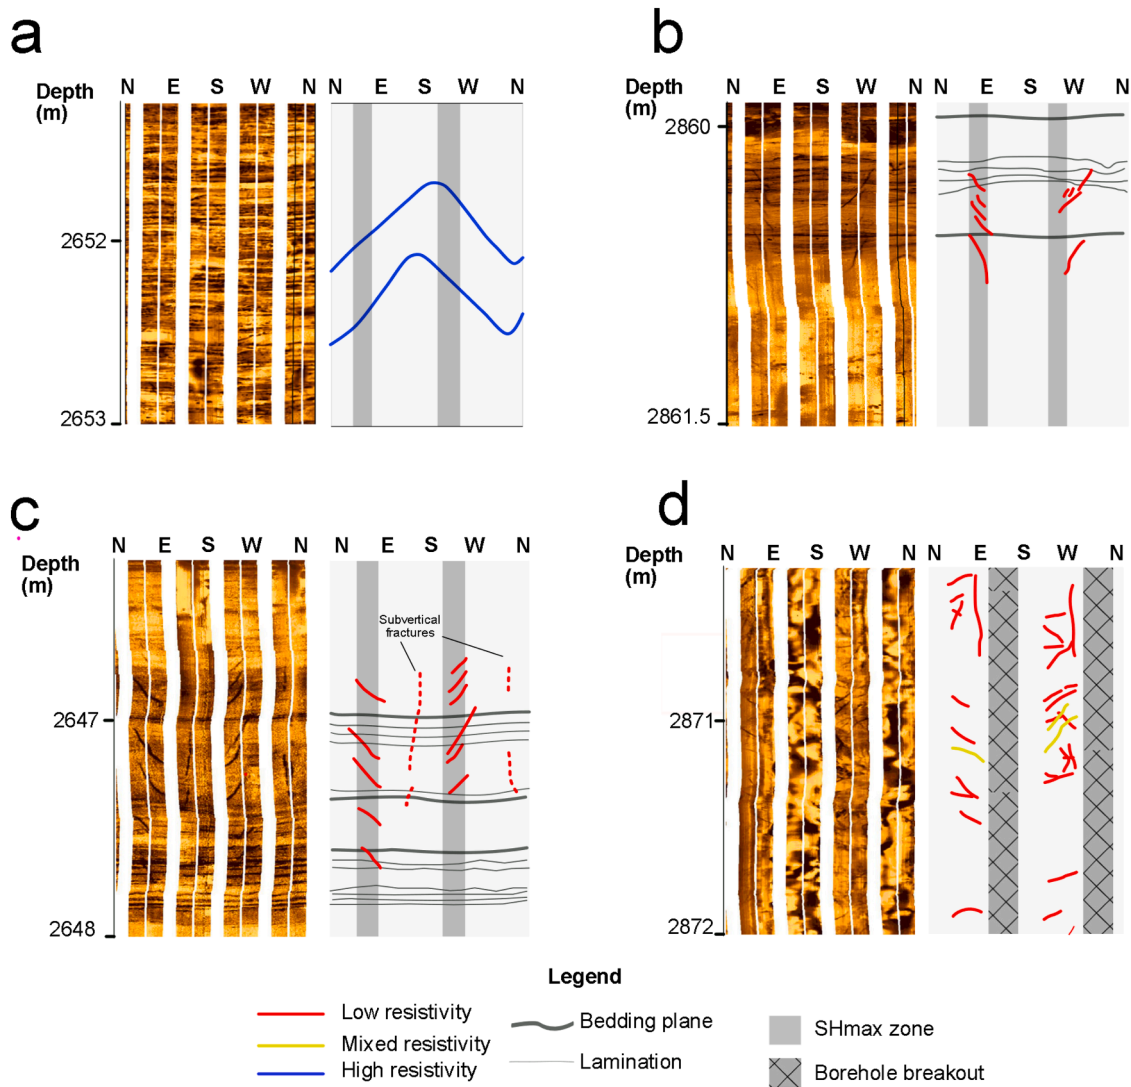 a
N E S W N N E S W N
Depth
(m)
2652
2653
b
N E S W N N E S W N
Depth
(m)
2860
2861.5
c
N E S W N N E S W N
Depth
(m)
Subvertical
fractures
2647
2648
d
N E S W N N E S W N
Depth
(m)
2871
2872
Legend
Low resistivity
Mixed resistivity
High resistivity
Bedding plane
Lamination
SHmax zone
Borehole breakout